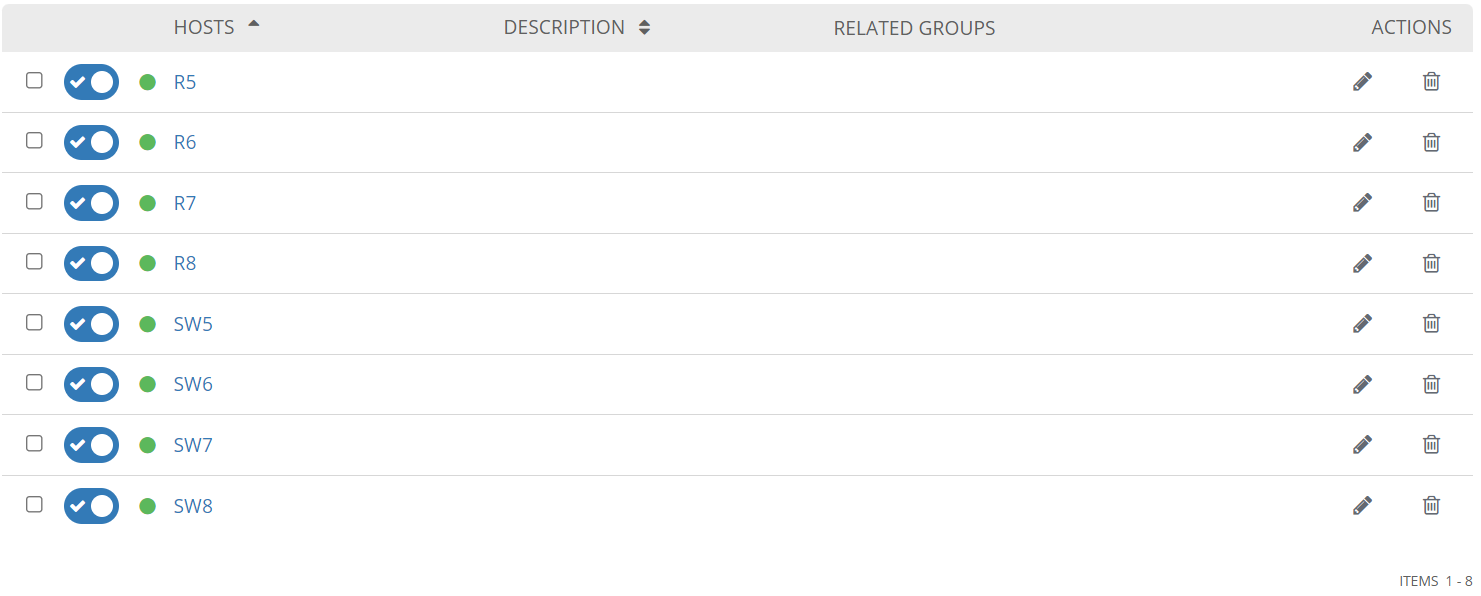 HOSTS DESCRIPTION RELATED GROUPS ACTIONS
R5
R6
R7
R8
SW5
SW6
SW7
SW8
ITEMS 1 - 8